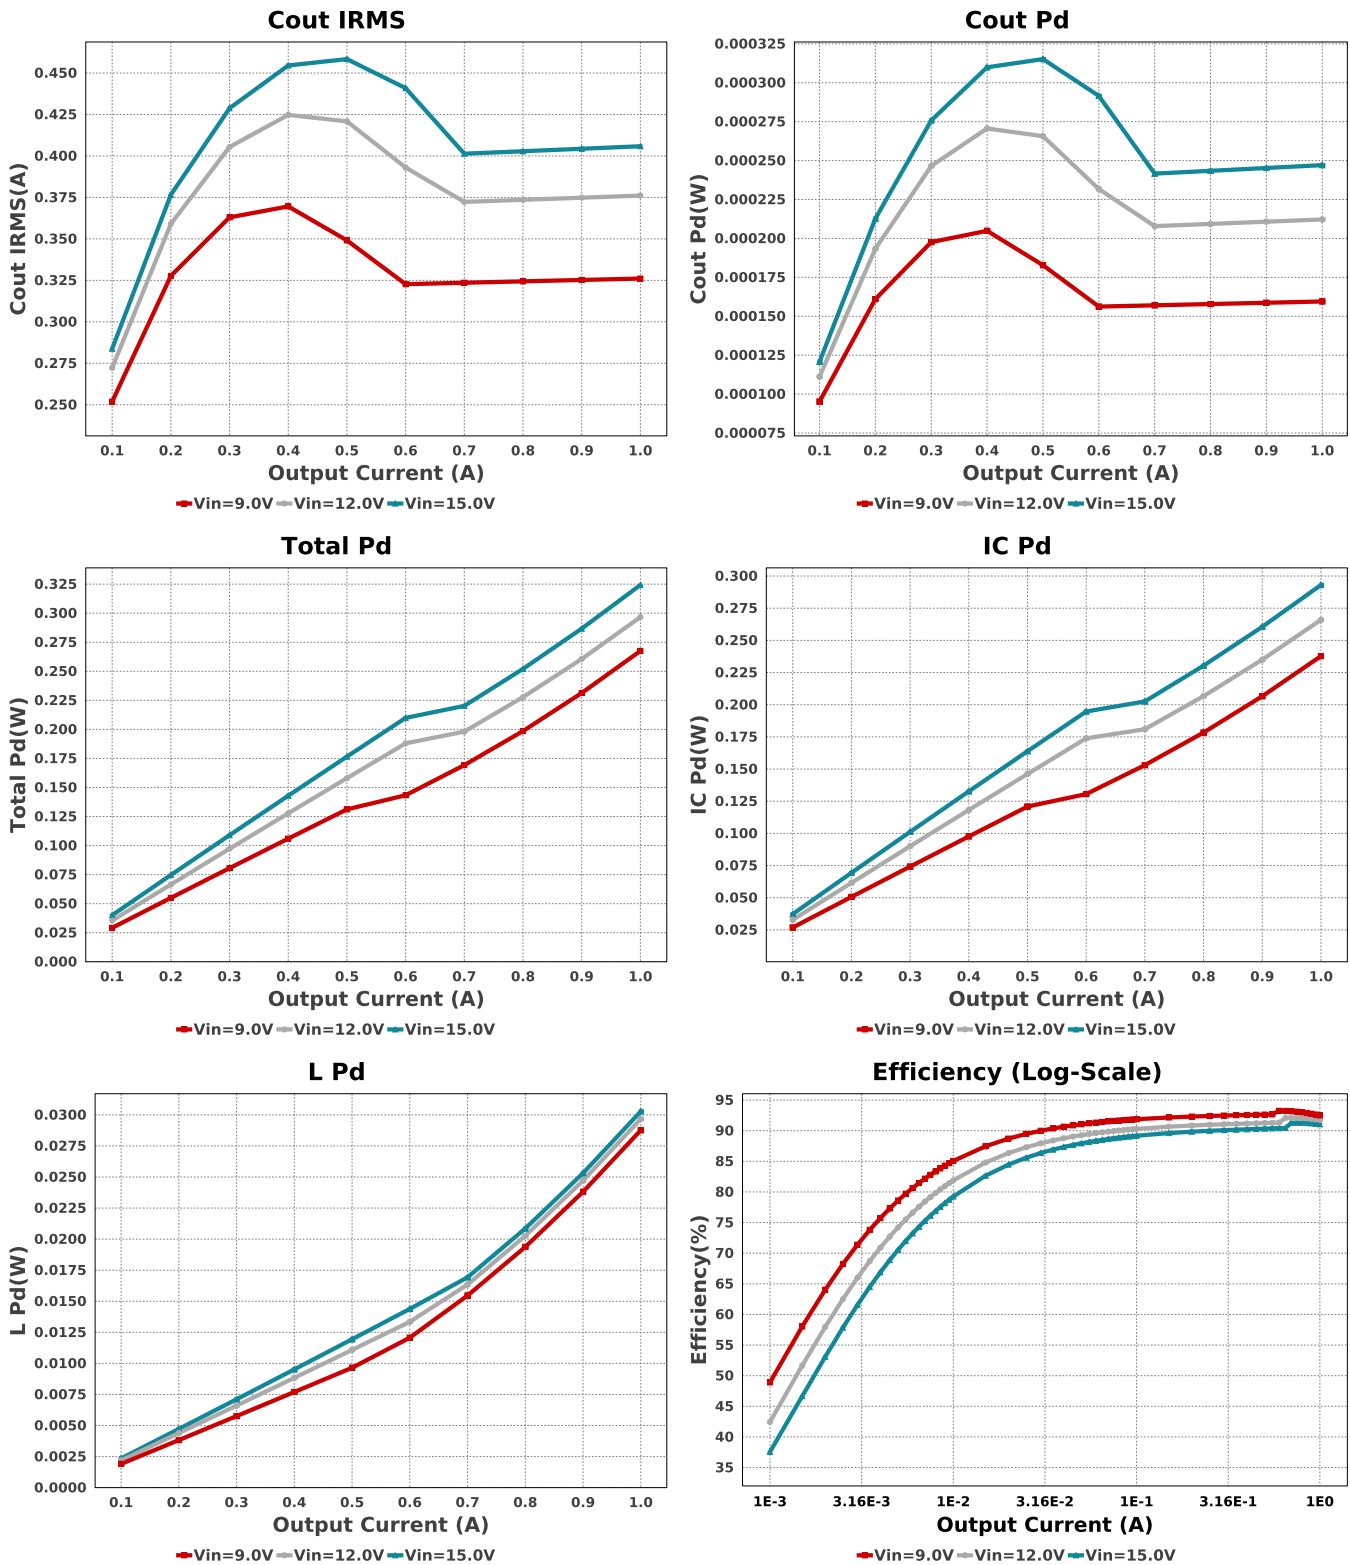 Cout IRMS
Cout IRMS(A)
0.450
0.425
0.400
0.375
0.350
0.325
0.300
0.275
0.250
0.1 0.2 0.3 0.4 0.5 0.6 0.7 0.8 0.9 1.0
Output Current (A)
Vin=9.0V Vin=12.0V Vin=15.0V
Cout Pd
Cout Pd(W)
0.000325
0.000300
0.000275
0.000250
0.000225
0.000200
0.000175
0.000150
0.000125
0.000100
0.000075
0.1 0.2 0.3 0.4 0.5 0.6 0.7 0.8 0.9 1.0
Output Current (A)
Vin=9.0V Vin=12.0V Vin=15.0V
Total Pd
Total Pd(W)
0.325
0.300
0.275
0.250
0.225
0.200
0.175
0.150
0.125
0.100
0.075
0.050
0.025
0.000
0.1 0.2 0.3 0.4 0.5 0.6 0.7 0.8 0.9 1.0
Output Current (A)
Vin=9.0V Vin=12.0V Vin=15.0V
IC Pd
IC Pd(W)
0.300
0.275
0.250
0.225
0.200
0.175
0.150
0.125
0.100
0.075
0.050
0.025
0.1 0.2 0.3 0.4 0.5 0.6 0.7 0.8 0.9 1.0
Output Current (A)
Vin=9.0V Vin=12.0V Vin=15.0V
L Pd
L Pd(W)
0.0300
0.0275
0.0250
0.0225
0.0200
0.0175
0.0150
0.0125
0.0100
0.0075
0.0050
0.0025
0.0000
0.1 0.2 0.3 0.4 0.5 0.6 0.7 0.8 0.9 1.0
Output Current (A)
Vin=9.0V Vin=12.0V Vin=15.0V
Efficiency (Log-Scale)
Efficiency(%)
95
90
85
80
75
70
65
60
55
50
45
40
35
1E-3 3.16E-3 1E-2 3.16E-2 1E-1 3.16E-1 1E0
Output Current (A)
Vin=9.0V Vin=12.0V Vin=15.0V